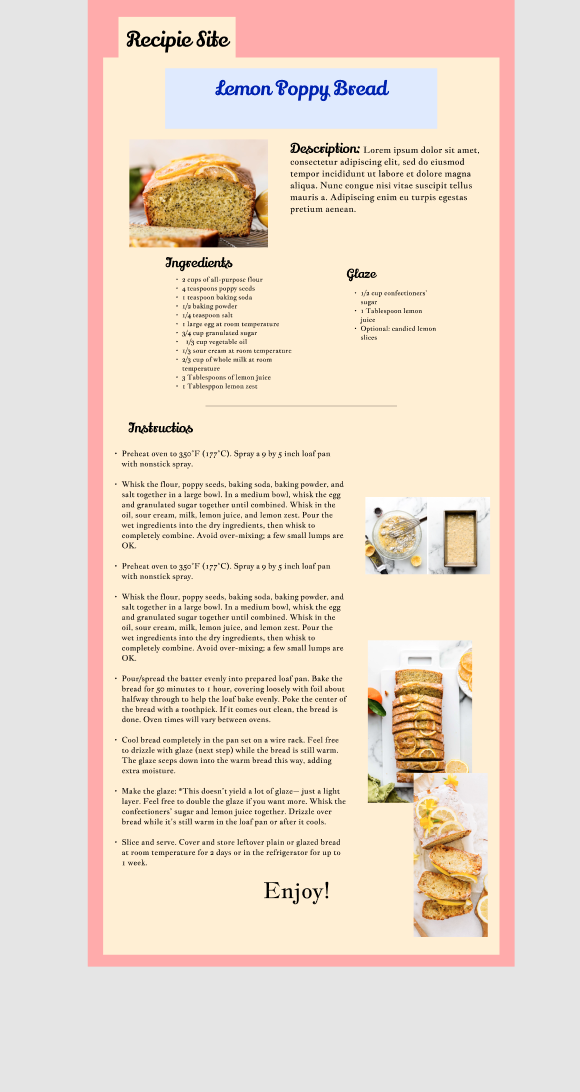 Recipie Site
Lemon Poppy Bread
Description: Lorem ipsum dolor sit amet,
consectetur adipiscing elit, sed do eiusmod
tempor incididunt ut labore et dolore magna
aliqua. Nunc congue nisi vitae suscipit tellus
mauris a. Adipiscing enim eu turpis egestas
pretium aenean.
Ingredients
• 2 cups of all-purpose flour
• 4 teaspoons poppy seeds
• 1 teaspoon baking soda
• 1/2 baking powder
• 1/4 teaspoon salt
• 1 large egg at room temperature
• 3/4 cup granulated sugar
• 1/3 cup vegetable oil
• 1/3 sour cream at room temperature
• 2/3 cup of whole milk at room
temperature
• 3 Tablespoons of lemon juice
• 1 Tablesppon lemon zest
Glaze
• 1/2 cup confectioners'
sugar
• 1 Tablespoon lemon
juice
• Optional: candied lemon
slices
Instructios
• Preheat oven to 350°F (177°C). Spray a 9 by 5 inch loaf pan
with nonstick spray.
• Whisk the flour, poppy seeds, baking soda, baking powder, and
salt together in a large bowl. In a medium bowl, whisk the egg
and granulated sugar together until combined. Whisk in the
oil, sour cream, milk, lemon juice, and lemon zest. Pour the
wet ingredients into the dry ingredients, then whisk to
completely combine. Avoid over-mixing; a few small lumps are
OK.
• Preheat oven to 350°F (177°C). Spray a 9 by 5 inch loaf pan
with nonstick spray.
• Whisk the flour, poppy seeds, baking soda, baking powder, and
salt together in a large bowl. In a medium bowl, whisk the egg
and granulated sugar together until combined. Whisk in the
oil, sour cream, milk, lemon juice, and lemon zest. Pour the
wet ingredients into the dry ingredients, then whisk to
completely combine. Avoid over-mixing; a few small lumps are
OK.
• Pour/spread the batter evenly into prepared loaf pan. Bake the
bread for 50 minutes to 1 hour, covering loosely with foil about
halfway through to help the loaf bake evenly. Poke the center of
the bread with a toothpick. If it comes out clean, the bread is
done. Oven times will vary between ovens.
• Cool bread completely in the pan set on a wire rack. Feel free
to drizzle with glaze (next step) while the bread is still warm.
The glaze seeps down into the warm bread this way, adding
extra moisture.
• Make the glaze: *This doesn't yield a lot of glaze— just a light
layer. Feel free to double the glaze if you want more. Whisk the
confectioners' sugar and lemon juice together. Drizzle over
bread while it's still warm in the loaf pan or after it cools.
• Slice and serve. Cover and store leftover plain or glazed bread
at room temperature for 2 days or in the refrigerator for up to
1 week.
Enjoy!